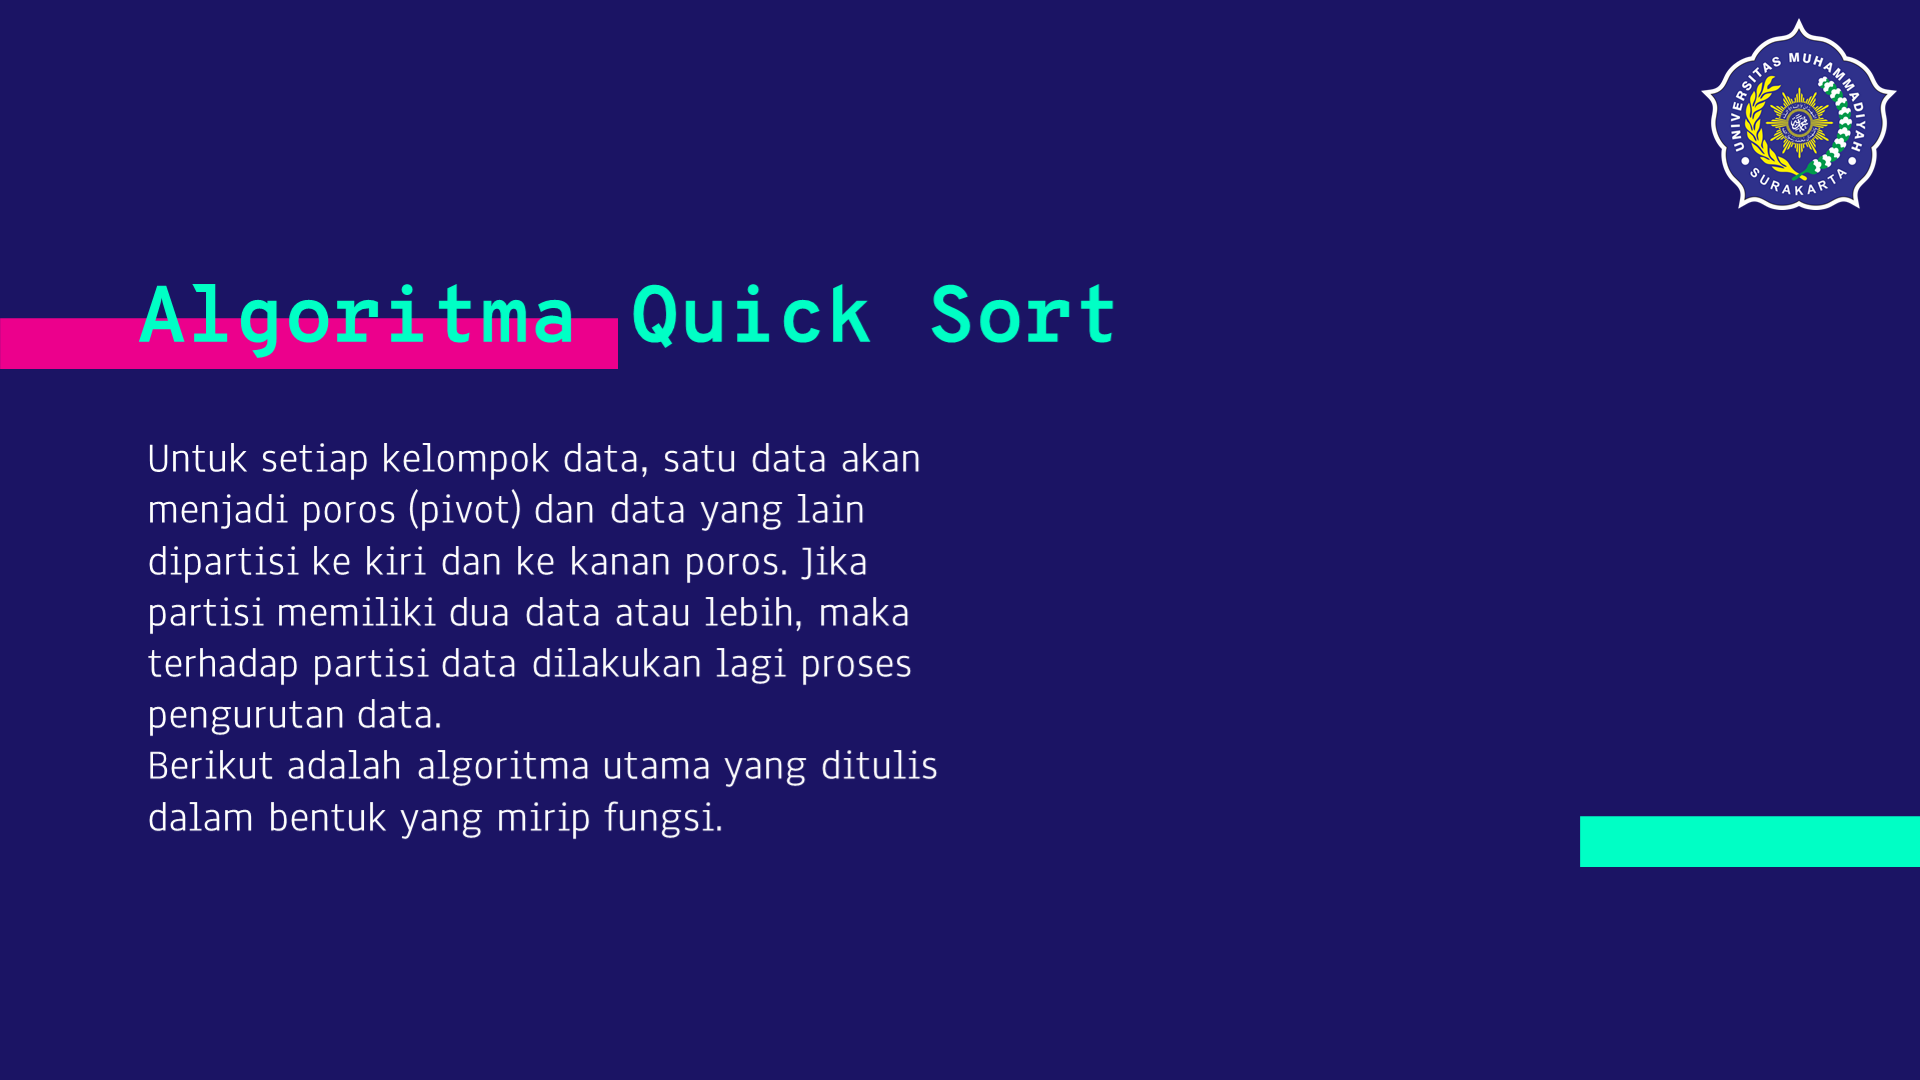 UNIVERSITAS MUHAMMADIYAH
SURAKARTA
Algoritma Quick Sort
Untuk setiap kelompok data, satu data akan
menjadi poros (pivot) dan data yang lain
dipartisi ke kiri dan ke kanan poros. Jika
partisi memiliki dua data atau lebih, maka
terhadap partisi data dilakukan lagi proses
pengurutan data.
Berikut adalah algoritma utama yang ditulis
dalam bentuk yang mirip fungsi.